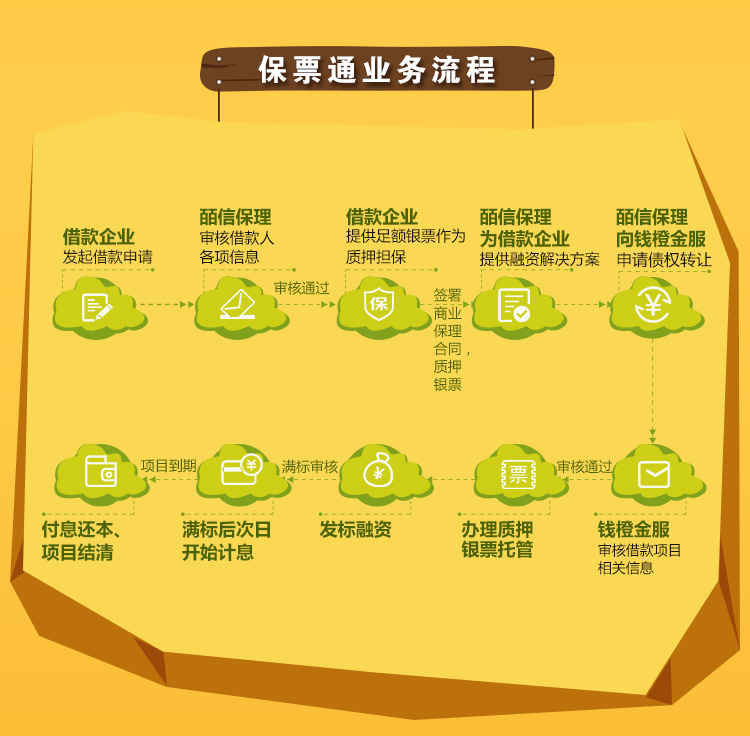 保票通业务流程
借款企业
发起借款申请
皕信保理
审核借款人
各项信息
审核通过
借款企业
提供足额银票作为
质押担保
保
签署
商业
保理
合同，
质押
银票
皕信保理
为借款企业
提供融资解决方案
皕信保理
向钱橙金服
申请债权转让
¥
钱橙金服
审核借款项目
相关信息
审核通过
票
办理质押
银票托管
¥
发标融资
满标审核
¥
满标后次日
开始计息
项目到期
付息还本、
项目结清